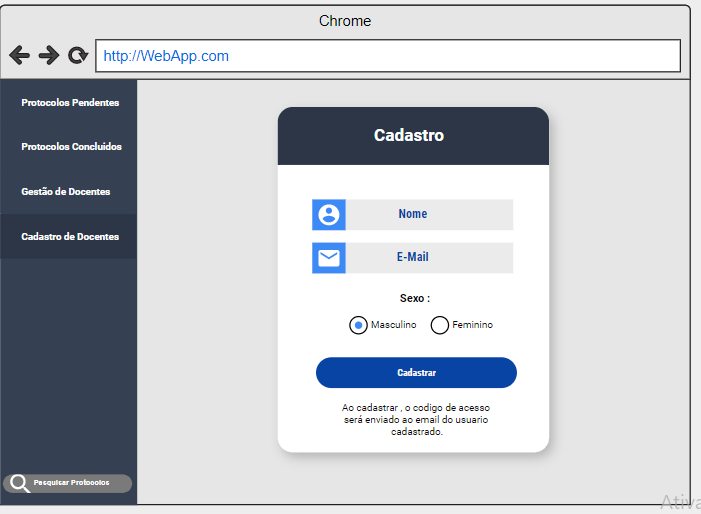 Chrome
http://WebApp.com
Protocolos Pendentes
Protocolos Concluidos
Gestão de Docentes
Cadastro de Docentes
Pesquisar Protocolos
Cadastro
Nome
E-Mail
Sexo :
Masculino Feminino
Cadastrar
Ao cadastrar , o codigo de acesso
será enviado ao email do usuario
cadastrado.